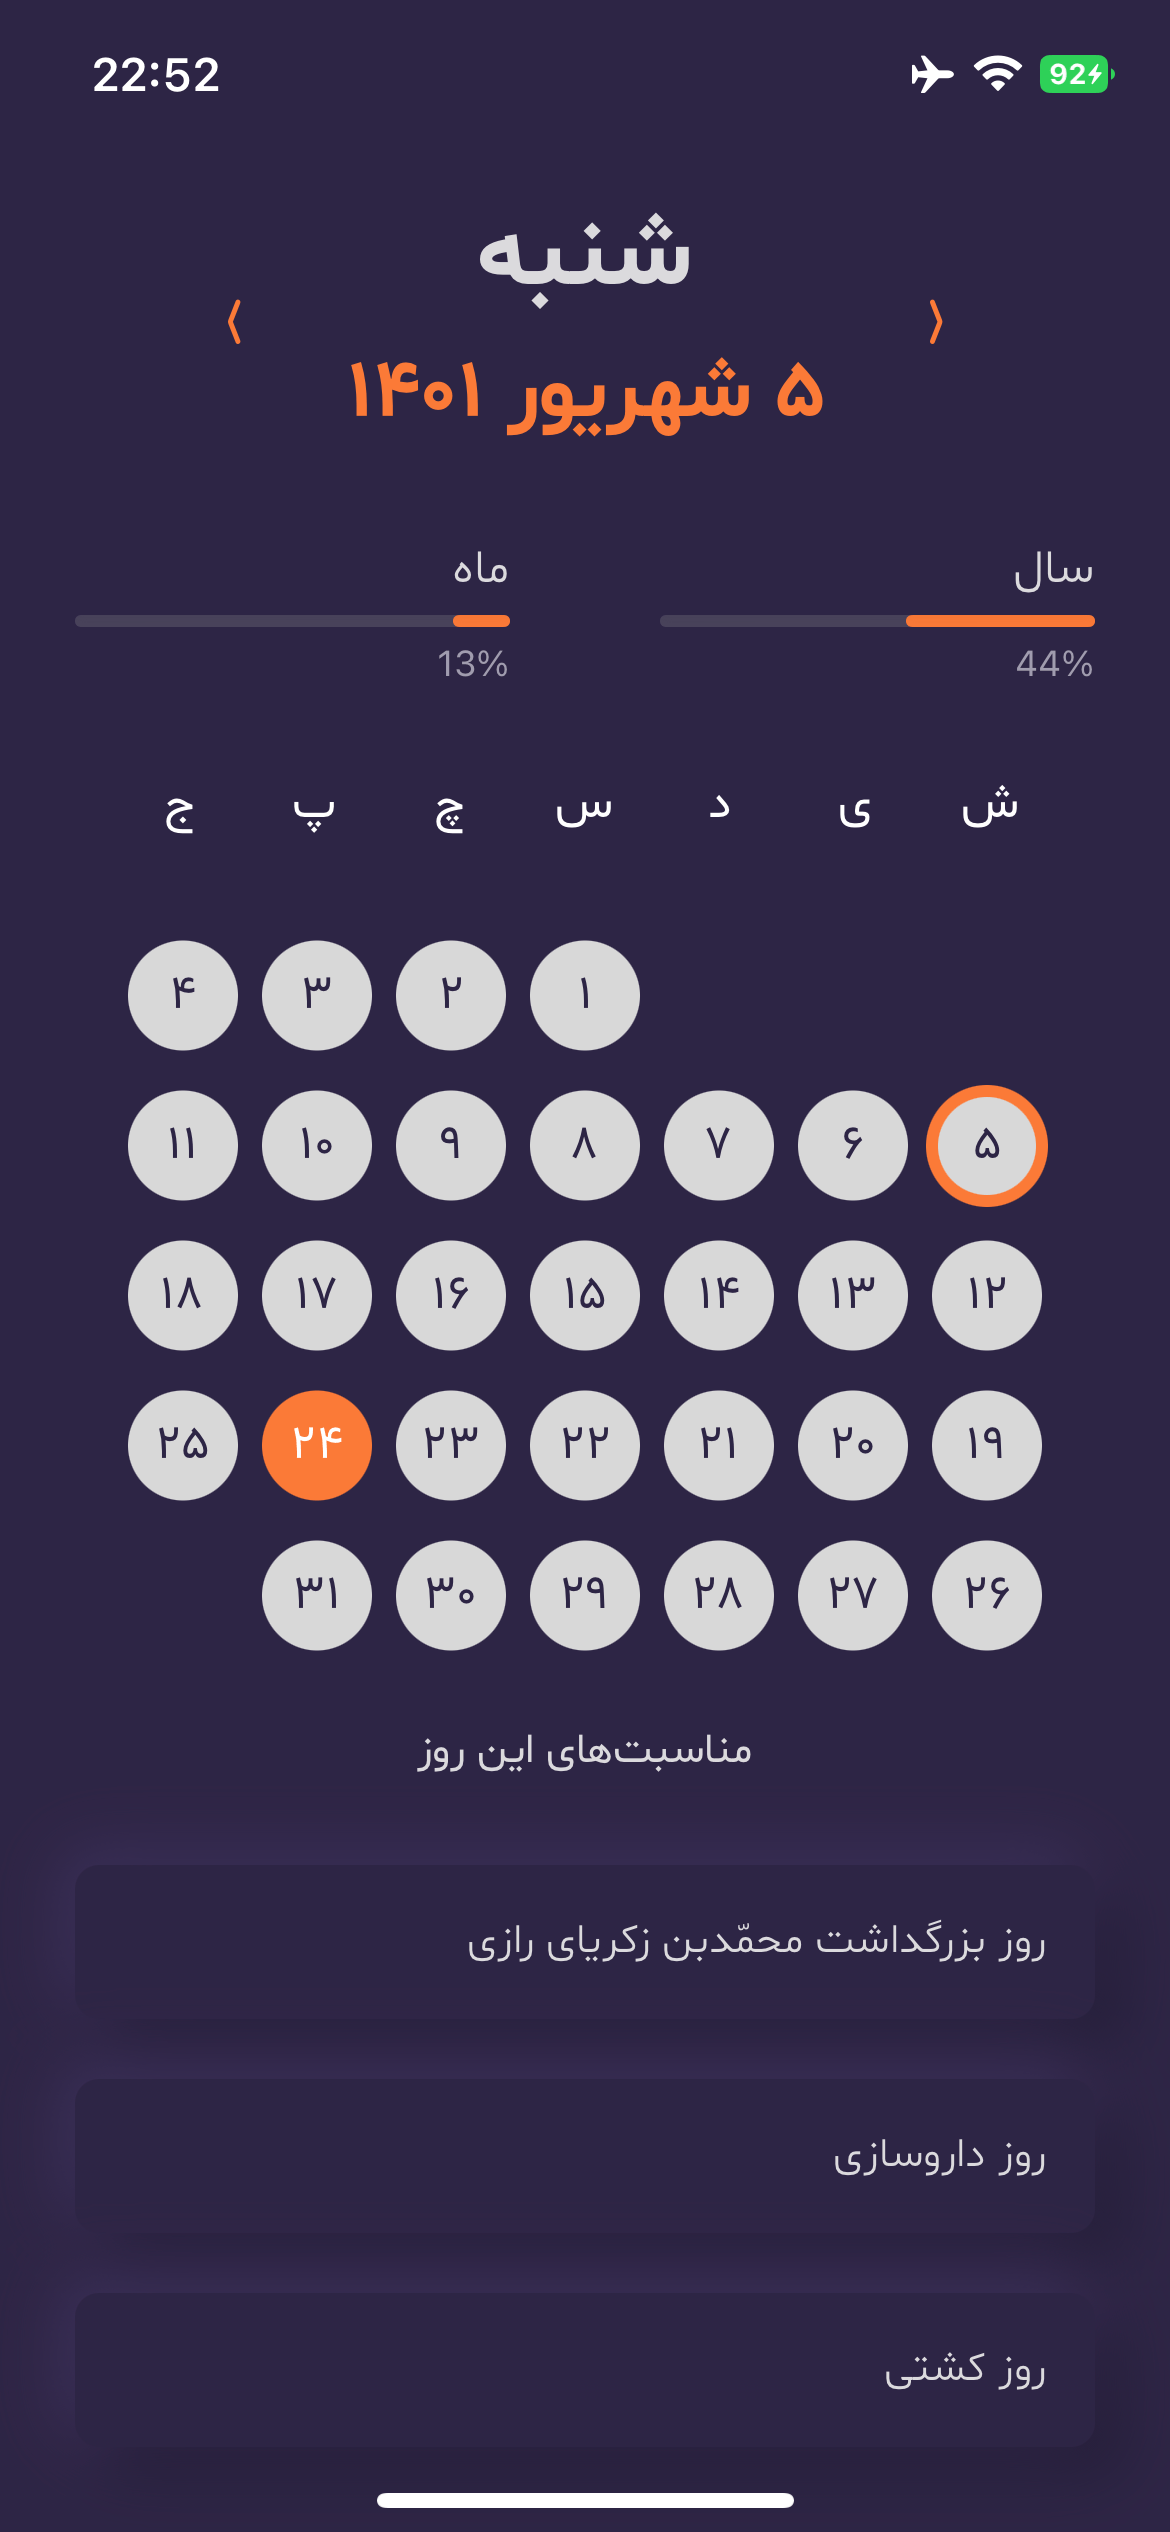 22:52
92
شنبه
۵ شهریور ۱۴۰۱
سال
ماه
44%
13%
ش ی د س چ پ ج
۱ ۲ ۳ ۴
۵ ۶ ۷ ۸ ۹ ۱۰ ۱۱
۱۲ ۱۳ ۱۴ ۱۵ ۱۶ ۱۷ ۱۸
۱۹ ۲۰ ۲۱ ۲۲ ۲۳ ۲۴ ۲۵
۲۶ ۲۷ ۲۸ ۲۹ ۳۰ ۳۱
مناسبت‌های این روز
روز بزرگداشت محمّدبن زکریای رازی
روز داروسازی
روز کشتی